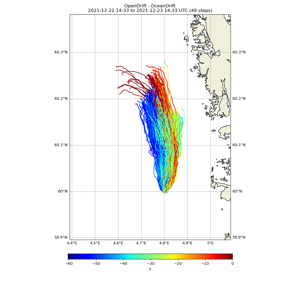 OpenDrift - OceanDrift
2021-12-22 14:33 to 2021-12-23 14:33 UTC (49 steps)
60.3°N
60.3°N
60.2°N
60.2°N
60.1°N
60.1°N
60°N
60°N
59.9°N
59.9°N
4.4°E 4.5°E 4.6°E 4.7°E 4.8°E 4.9°E 5°E
−60 −50 −40 −30 −20 −10 0
z